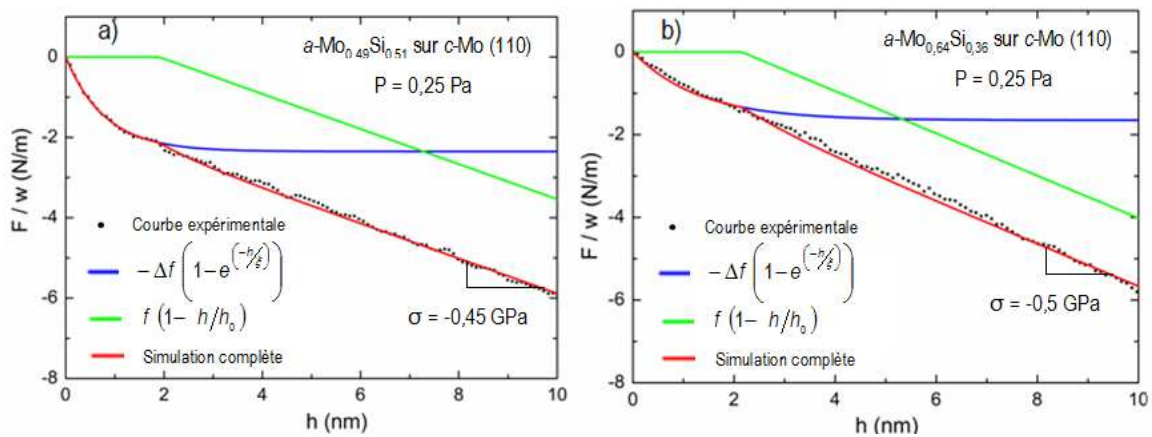 a)
a-Mo0.49Si0.51 sur c-Mo (110)
P = 0,25 Pa
F / w (N/m)
0
-2
-4
-6
-8
Courbe expérimentale
−Δf (1−e^(−h/ξ))
f (1− h/h0)
Simulation complète
σ = -0,45 GPa
0 2 4 6 8 10
h (nm)
b)
a-Mo0,64Si0,36 sur c-Mo (110)
P = 0,25 Pa
F / w (N/m)
0
-2
-4
-6
-8
Courbe expérimentale
−Δf (1−e^(−h/ξ))
f (1− h/h0)
Simulation complète
σ = -0,5 GPa
0 2 4 6 8 10
h (nm)